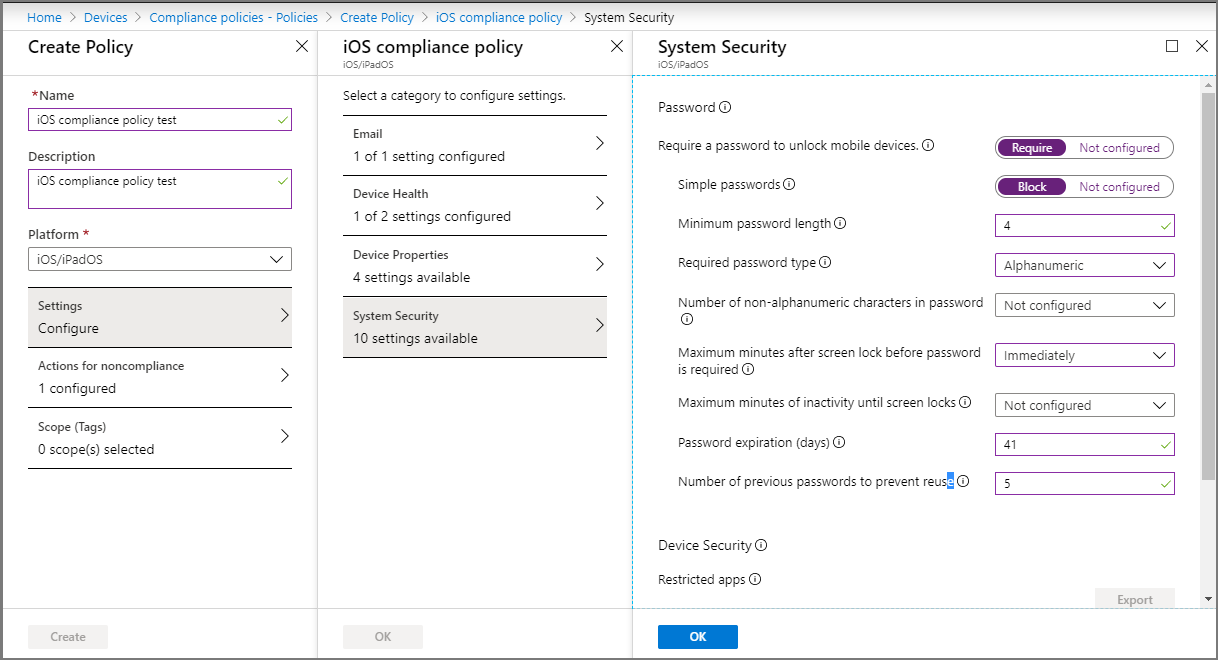 Home > Devices > Compliance policies - Policies > Create Policy > iOS compliance policy > System Security
Create Policy
*Name
iOS compliance policy test
Description
iOS compliance policy test
Platform *
iOS/iPadOS
Settings
Configure
Actions for noncompliance
1 configured
Scope (Tags)
0 scope(s) selected
Create
iOS compliance policy
iOS/iPadOS
Select a category to configure settings.
Email
1 of 1 setting configured
Device Health
1 of 2 settings configured
Device Properties
4 settings available
System Security
10 settings available
OK
System Security
iOS/iPadOS
Password
Require a password to unlock mobile devices. Require Not configured
Simple passwords Block Not configured
Minimum password length 4
Required password type Alphanumeric
Number of non-alphanumeric characters in password Not configured
Maximum minutes after screen lock before password
is required Immediately
Maximum minutes of inactivity until screen locks Not configured
Password expiration (days) 41
Number of previous passwords to prevent reuse 5
Device Security
Restricted apps
Export
OK